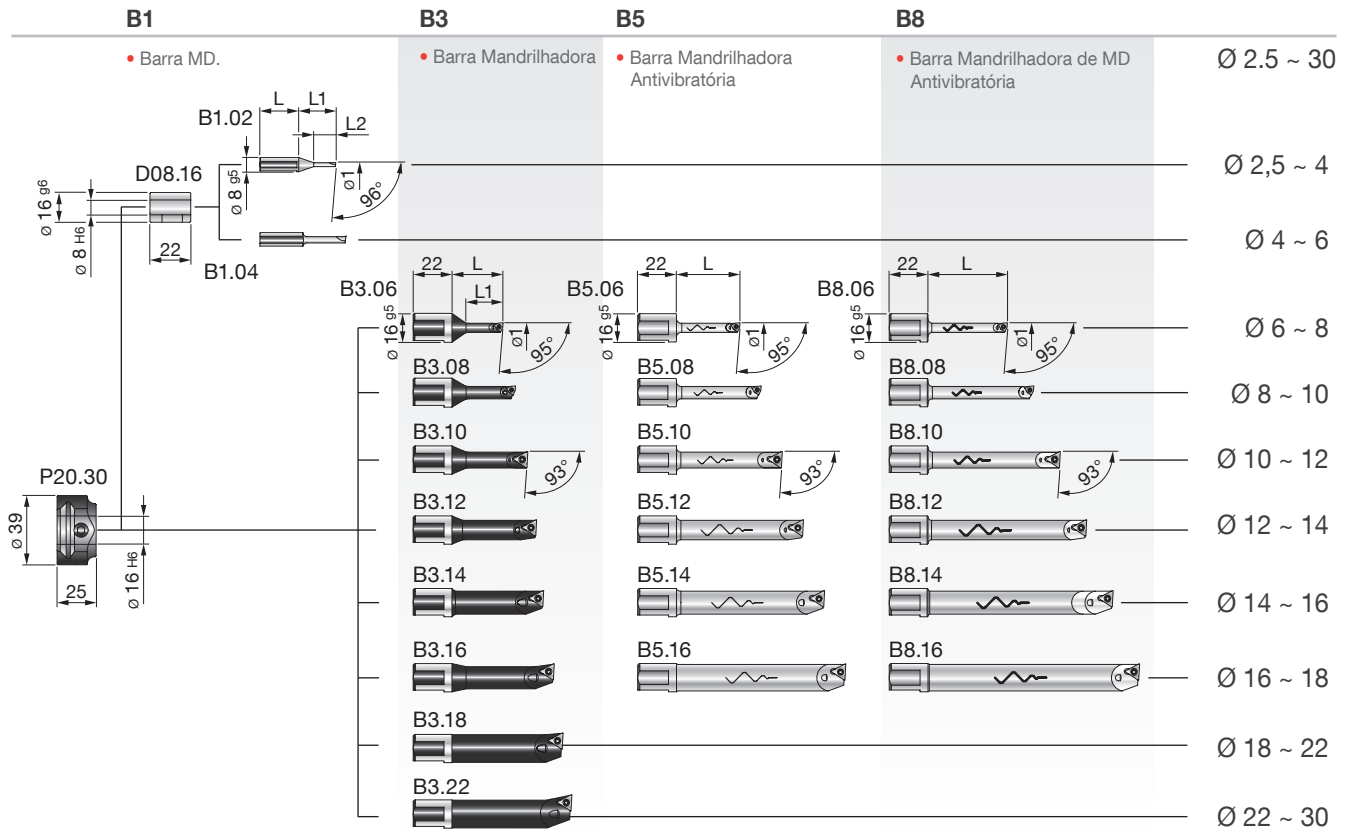 B1 B3 B5 B8
• Barra MD.
• Barra Mandrilhadora
• Barra Mandrilhadora
Antivibratória
• Barra Mandrilhadora de MD
Antivibratória
Ø 2.5 ~ 30
L L1
L2
B1.02
Ø 8 g5
Ø1
96°
Ø 2,5 ~ 4
D08.16
Ø 16 g6
Ø 8 H6
22
B1.04
Ø 4 ~ 6
22 L
L1
B3.06
Ø 16 g5
Ø1
95°
22 L
B5.06
Ø 16 g5
Ø1
95°
22 L
B8.06
Ø 16 g5
Ø1
95°
Ø 6 ~ 8
B3.08 B5.08 B8.08
Ø 8 ~ 10
B3.10 B5.10 B8.10
93° 93° 93°
Ø 10 ~ 12
P20.30
Ø 39
25
Ø 16 H6
B3.12 B5.12 B8.12
Ø 12 ~ 14
B3.14 B5.14 B8.14
Ø 14 ~ 16
B3.16 B5.16 B8.16
Ø 16 ~ 18
B3.18
Ø 18 ~ 22
B3.22
Ø 22 ~ 30